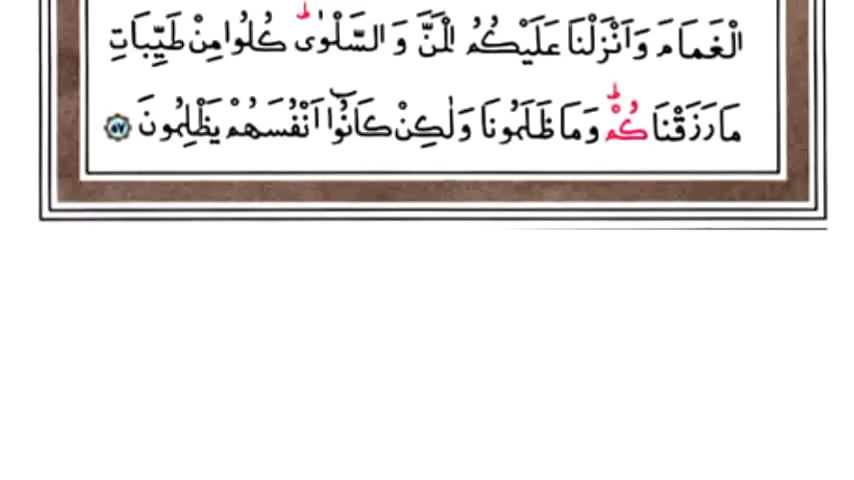 الْغَمَامَ وَاَنْزَلْنَا عَلَيْكُمُ الْمَنَّ وَ السَّلْوٰىؕ كُلُوا مِنْ طَيِّبَاتِ
مَا رَزَقْنَاكُمْؕ وَمَا ظَلَمُونَا وَلٰكِنْ كَانُٓوا اَنْفُسَهُمْ يَظْلِمُونَ ٥٧